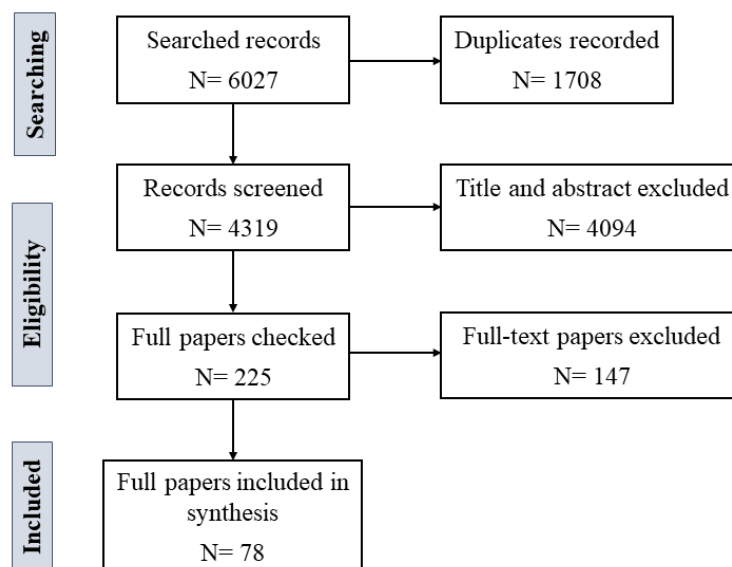 Searching
Searched records
N= 6027
Duplicates recorded
N= 1708
Eligibility
Records screened
N= 4319
Title and abstract excluded
N= 4094
Full papers checked
N= 225
Full-text papers excluded
N= 147
Included
Full papers included in
synthesis
N= 78